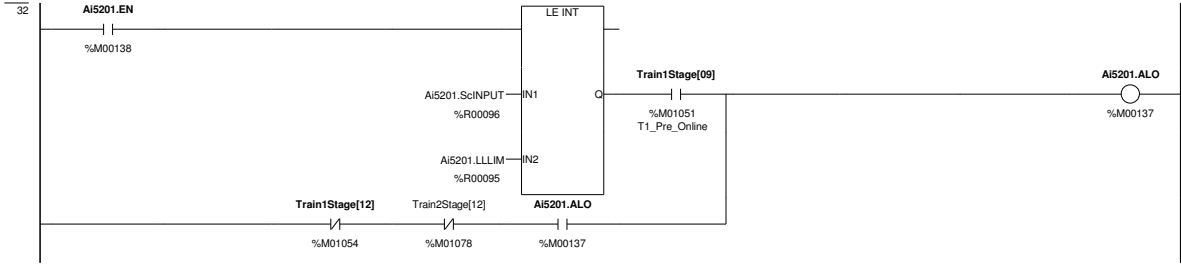 32
Ai5201.EN
%M00138
LE INT
Ai5201.ScINPUT
IN1
Q
%R00096
Train1Stage[09]
%M01051
T1_Pre_Online
Ai5201.ALO
%M00137
Ai5201.LLLIM
IN2
%R00095
Train1Stage[12]
Train2Stage[12]
Ai5201.ALO
%M01054
%M01078
%M00137